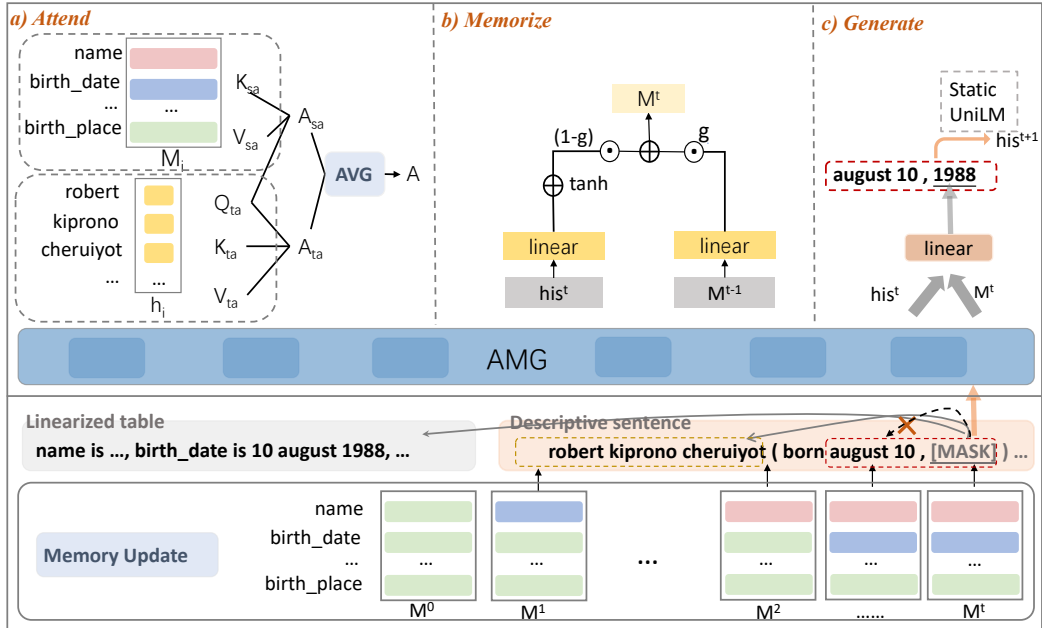 a) Attend
name
birth_date
...
...
birth_place
M_i
K_sa
V_sa
A_sa
AVG
A
robert
kiprono
cheruiyot
...
...
h_i
Q_ta
K_ta
V_ta
A_ta
b) Memorize
M^t
(1-g)
g
tanh
linear
linear
his^t
M^t-1
c) Generate
Static
UniLM
his^t+1
august 10 , 1988
linear
his^t
M^t
AMG
Linearized table
name is ..., birth_date is 10 august 1988, ...
Descriptive sentence
robert kiprono cheruiyot ( born august 10 , [MASK] ) ...
Memory Update
name
birth_date
...
birth_place
...
...
...
...
...
...
M^0
M^1
M^2
......
M^t